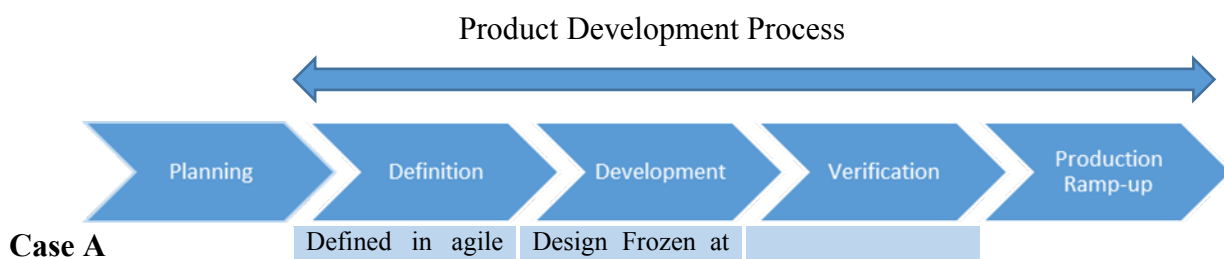 Product Development Process
Planning
Definition
Development
Verification
Production
Ramp-up
Case A
Defined in agile
Design Frozen at